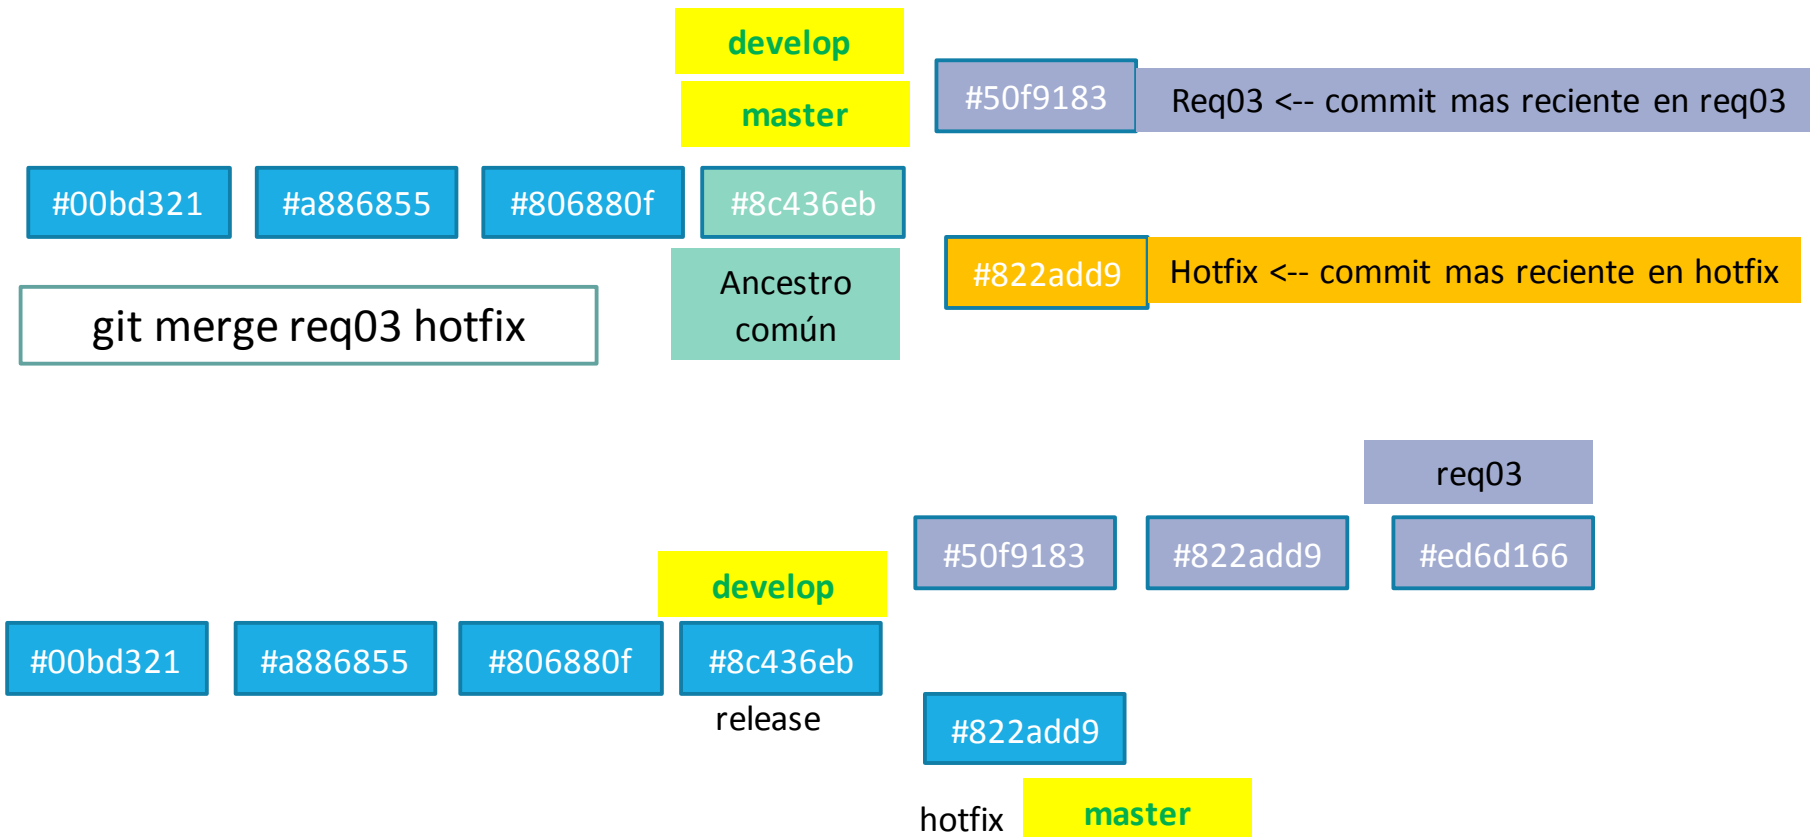 develop
master
#50f9183
Req03 <-- commit mas reciente en req03
#00bd321
#a886855
#806880f
#8c436eb
Ancestro
común
#822add9
Hotfix <-- commit mas reciente en hotfix
git merge req03 hotfix
req03
#50f9183
#822add9
#ed6d166
develop
#00bd321
#a886855
#806880f
#8c436eb
release
#822add9
hotfix
master